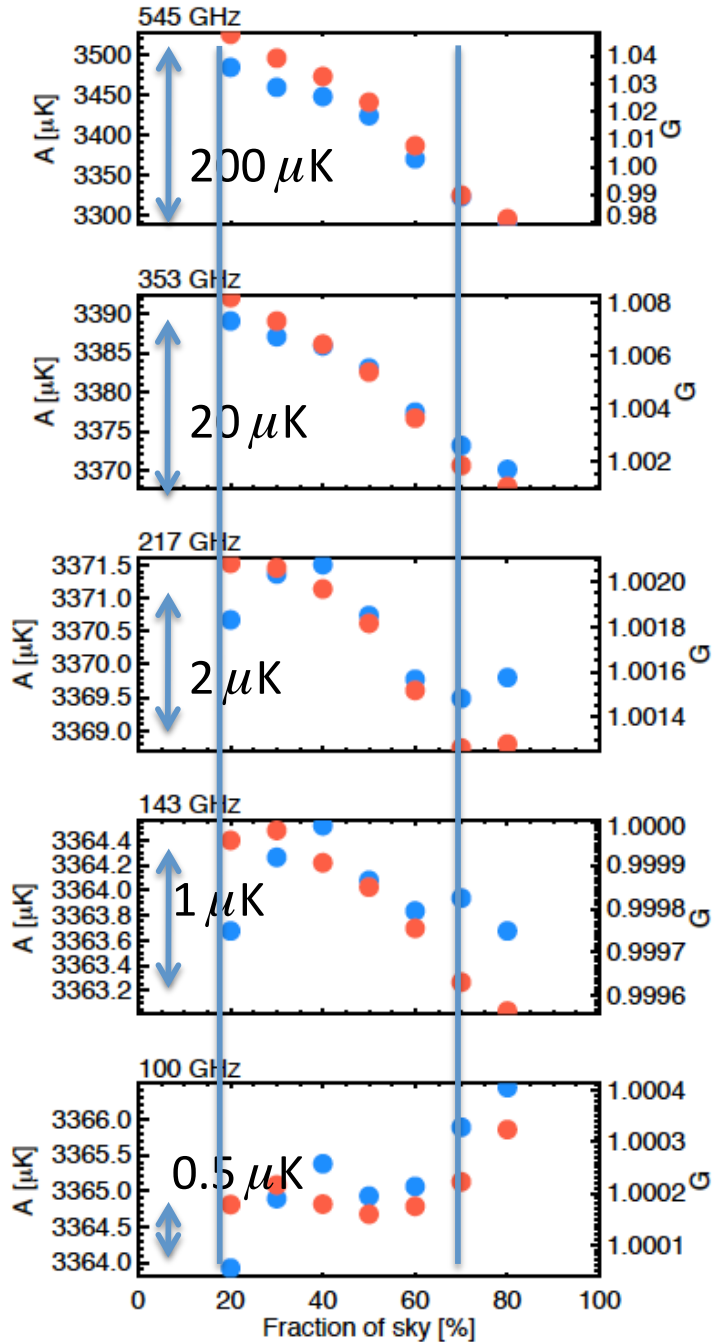 545 GHz
3500
3450
3400
3350
3300
A [μK]
200 μK
1.04
1.03
1.02
1.01
1.00
0.99
0.98
G
353 GHz
3390
3385
3380
3375
3370
A [μK]
20 μK
1.008
1.006
1.004
1.002
G
217 GHz
3371.5
3371.0
3370.5
3370.0
3369.5
3369.0
A [μK]
2 μK
1.0020
1.0018
1.0016
1.0014
G
143 GHz
3364.4
3364.2
3364.0
3363.8
3363.6
3363.4
3363.2
A [μK]
1 μK
1.0000
0.9999
0.9998
0.9997
0.9996
G
100 GHz
3366.0
3365.5
3365.0
3364.5
3364.0
A [μK]
0.5 μK
1.0004
1.0003
1.0002
1.0001
G
0 20 40 60 80 100
Fraction of sky [%]